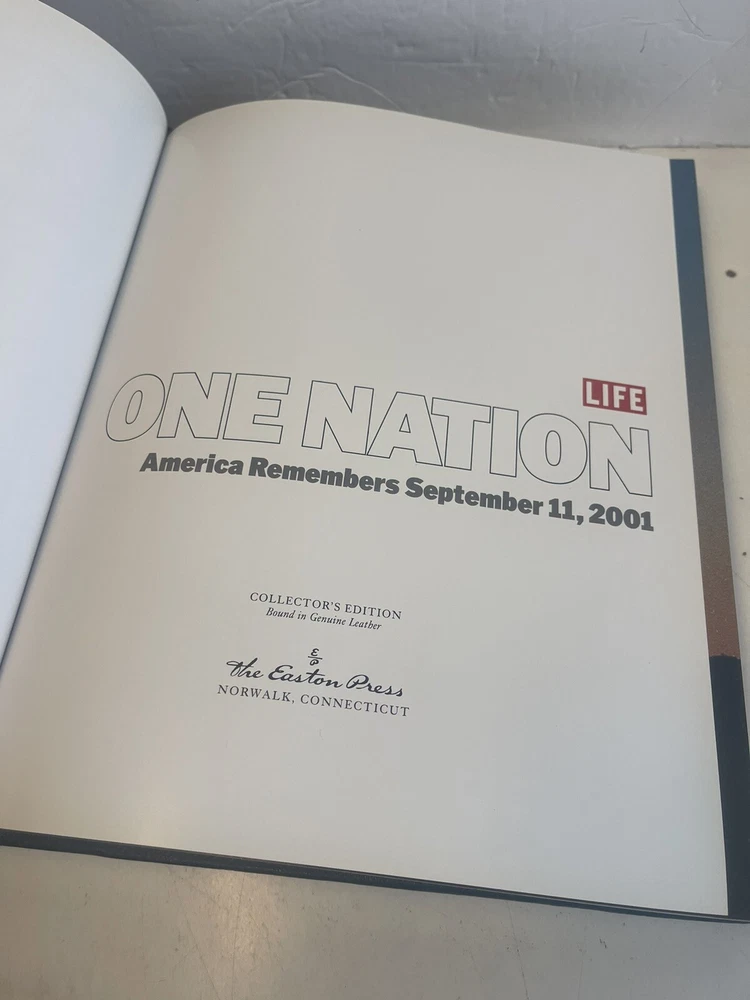 LIFE
ONE NATION
America Remembers September 11, 2001
COLLECTOR'S EDITION
Bound in Genuine Leather
E
P
the Easton Press
NORWALK, CONNECTICUT